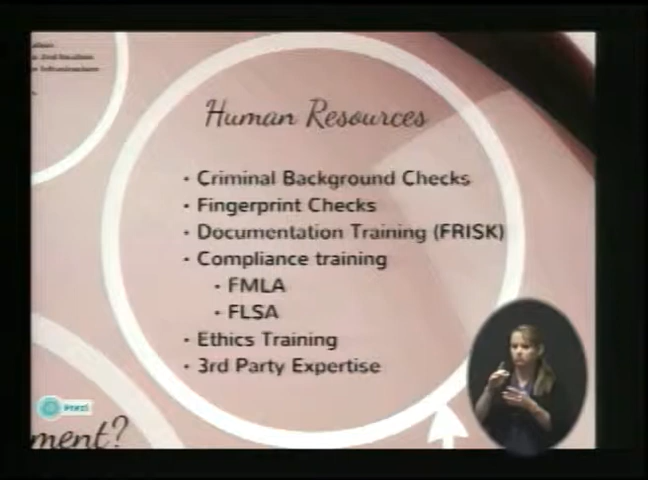 Human Resources
· Criminal Background Checks
· Fingerprint Checks
· Documentation Training (FRISK)
· Compliance training
· FMLA
· FLSA
· Ethics Training
· 3rd Party Expertise
Prezi
ment?